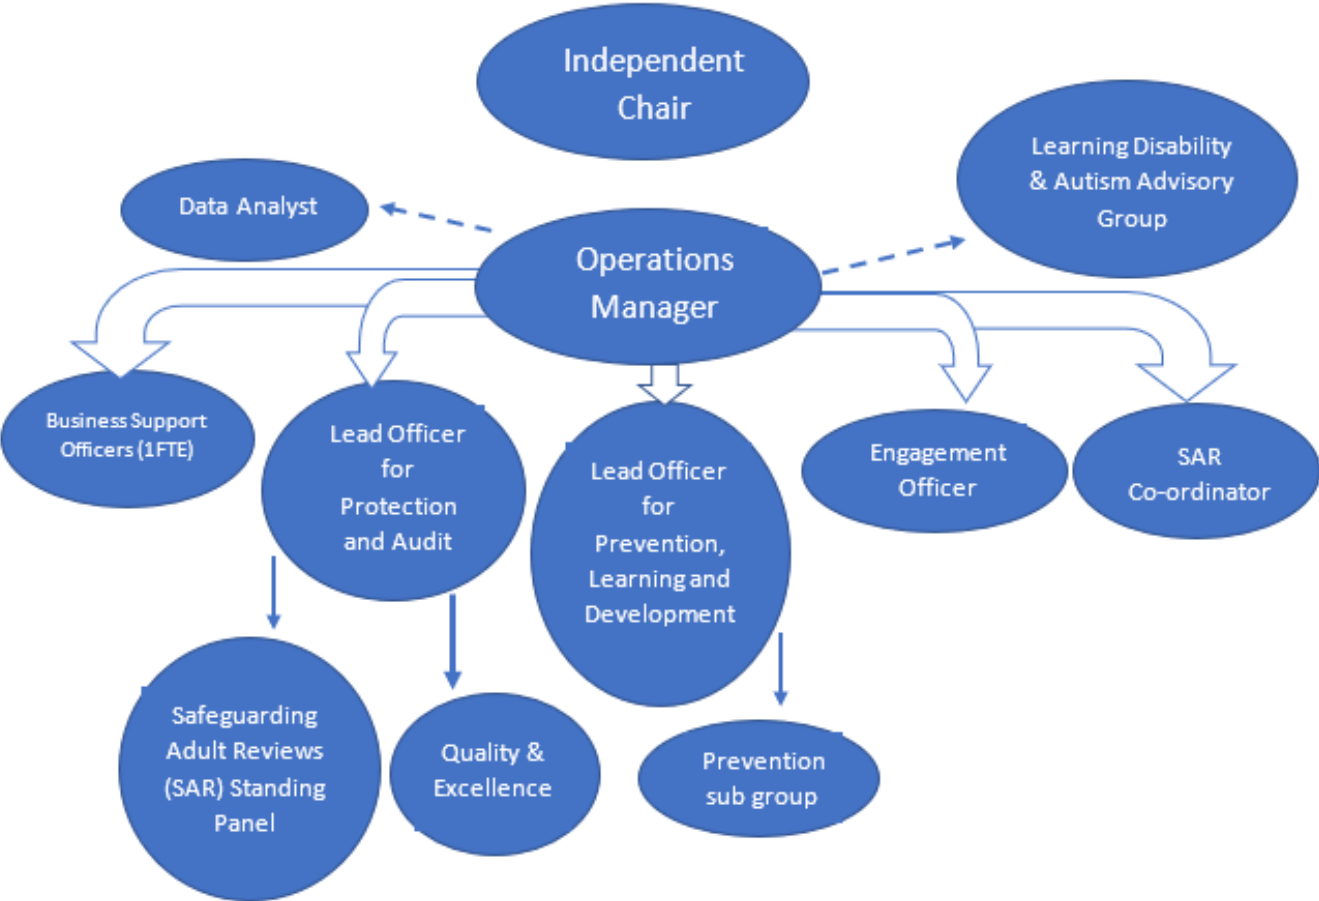 Independent
Chair
Learning Disability
& Autism Advisory
Group
Data Analyst
Operations
Manager
Business Support
Officers (1FTE)
Lead Officer
for
Protection
and Audit
Lead Officer
for
Prevention,
Learning and
Development
Engagement
Officer
SAR
Co-ordinator
Safeguarding
Adult Reviews
(SAR) Standing
Panel
Quality &
Excellence
Prevention
sub group